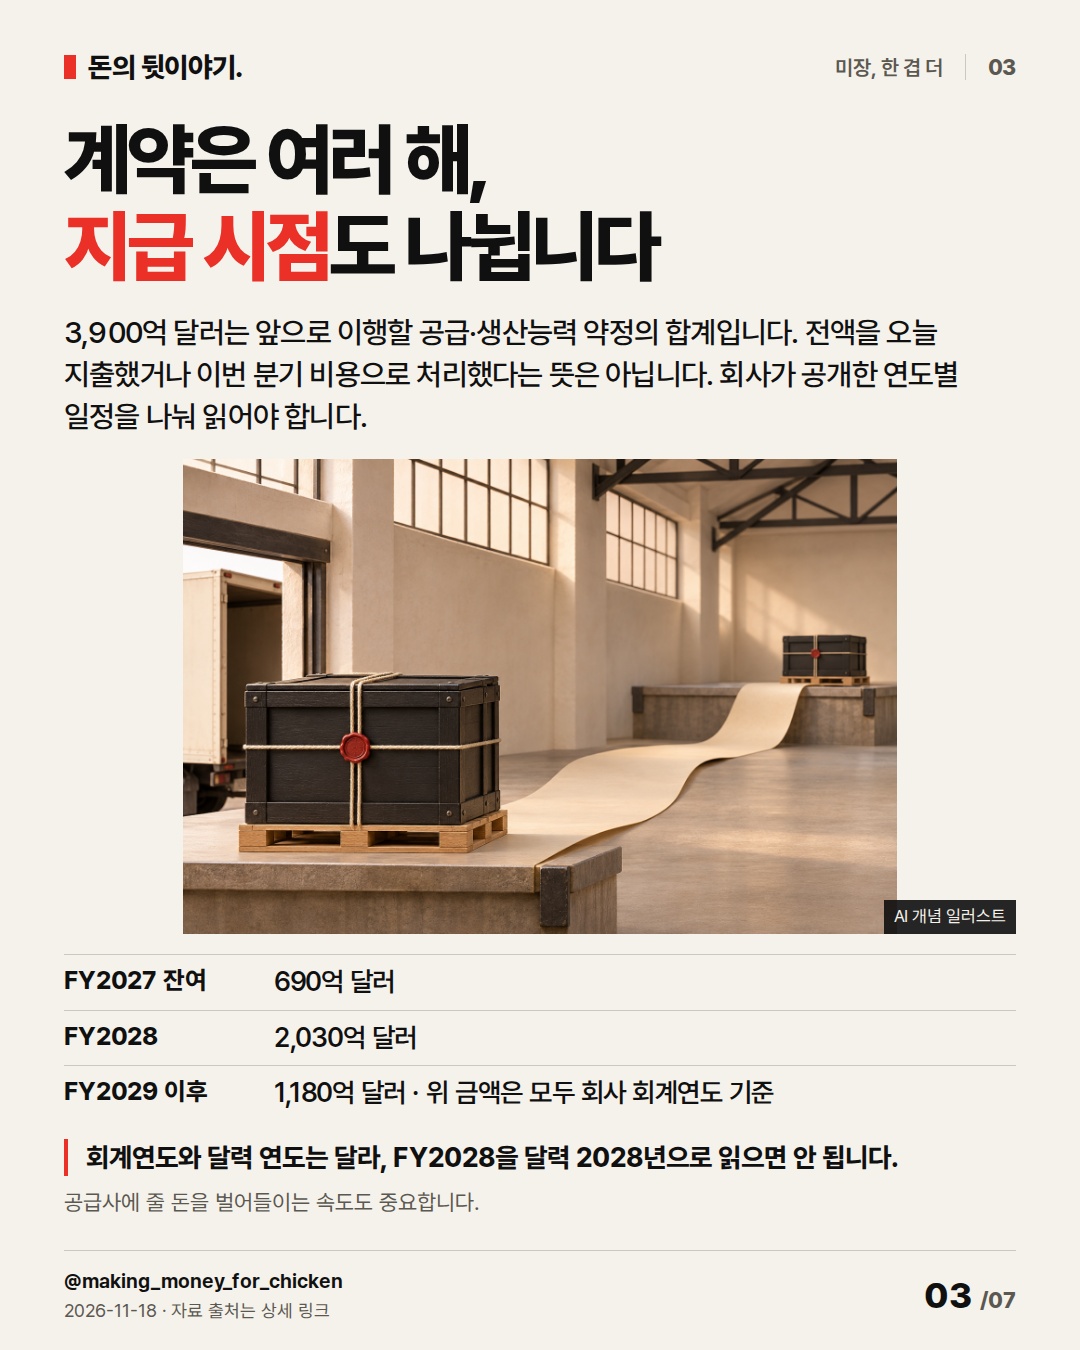 돈의 뒷이야기.
미장, 한 겹 더
03
계약은 여러 해,
지급 시점도 나뉩니다
3,900억 달러는 앞으로 이행할 공급·생산능력 약정의 합계입니다. 전액을 오늘
지출했거나 이번 분기 비용으로 처리했다는 뜻은 아닙니다. 회사가 공개한 연도별
일정을 나눠 읽어야 합니다.
AI 개념 일러스트
FY2027 잔여 690억 달러
FY2028 2,030억 달러
FY2029 이후 1,180억 달러 · 위 금액은 모두 회사 회계연도 기준
회계연도와 달력 연도는 달라, FY2028을 달력 2028년으로 읽으면 안 됩니다.
공급사에 줄 돈을 벌어들이는 속도도 중요합니다.
@making_money_for_chicken
2026-11-18 · 자료 출처는 상세 링크
03 /07